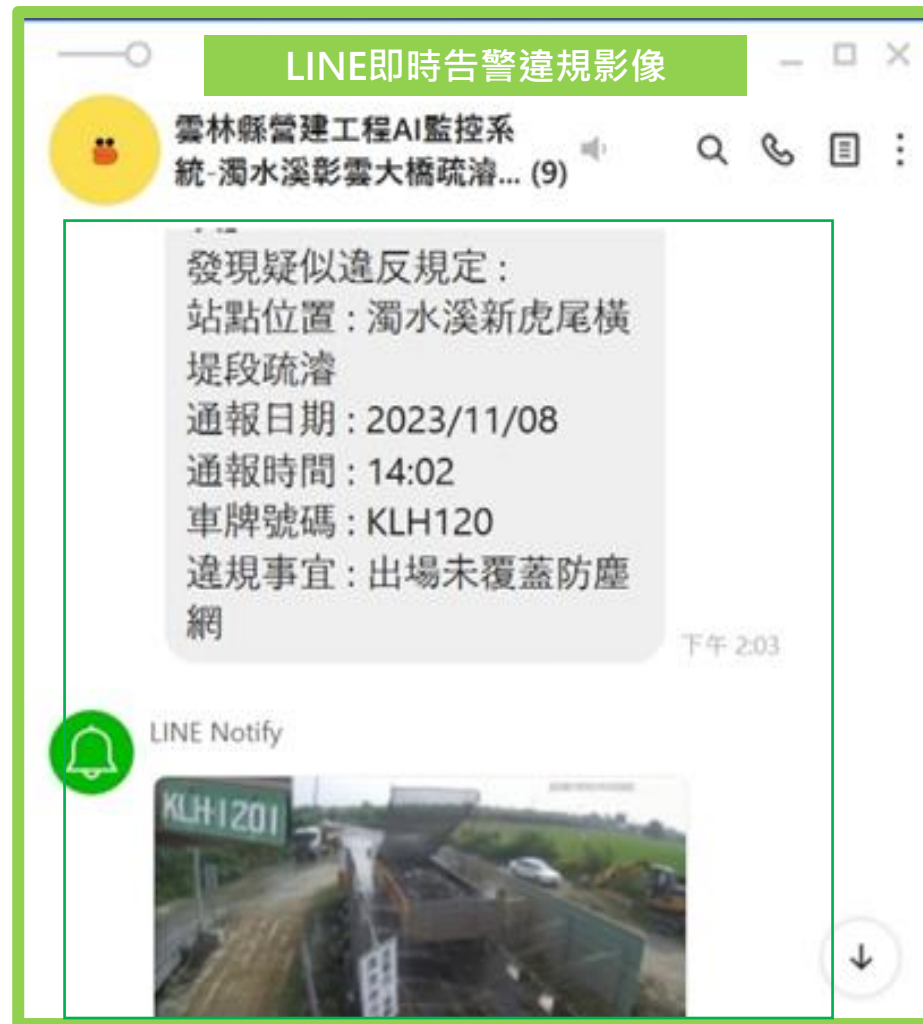 LINE即時告警違規影像
雲林縣營建工程AI監控系
統-濁水溪彰雲大橋疏濬... (9)
發現疑似違反規定：
站點位置：濁水溪新虎尾橫
堤段疏濬
通報日期：2023/11/08
通報時間：14:02
車牌號碼：KLH120
違規事宜：出場未覆蓋防塵
網
下午 2:03
LINE Notify
KLH-1201